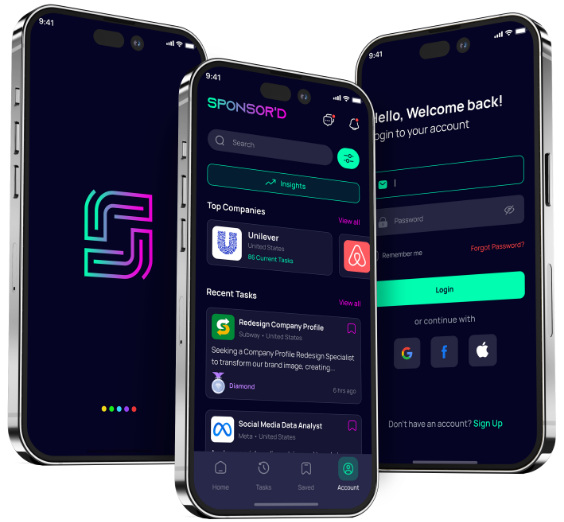 9:41
9:41
SPONSOR'D
Search
Insights
Top Companies
View all
Unilever
United States
86 Current Tasks
Recent Tasks
View all
Redesign Company Profile
Subway • United States
Seeking a Company Profile Redesign Specialist
to transform our brand image, creating...
Diamond
6 hrs ago
Social Media Data Analyst
Meta • United States
Home
Tasks
Saved
Account
9:41
Hello, Welcome back!
Login to your account
Password
Remember me
Forgot Password?
Login
or continue with
Don't have an account? Sign Up